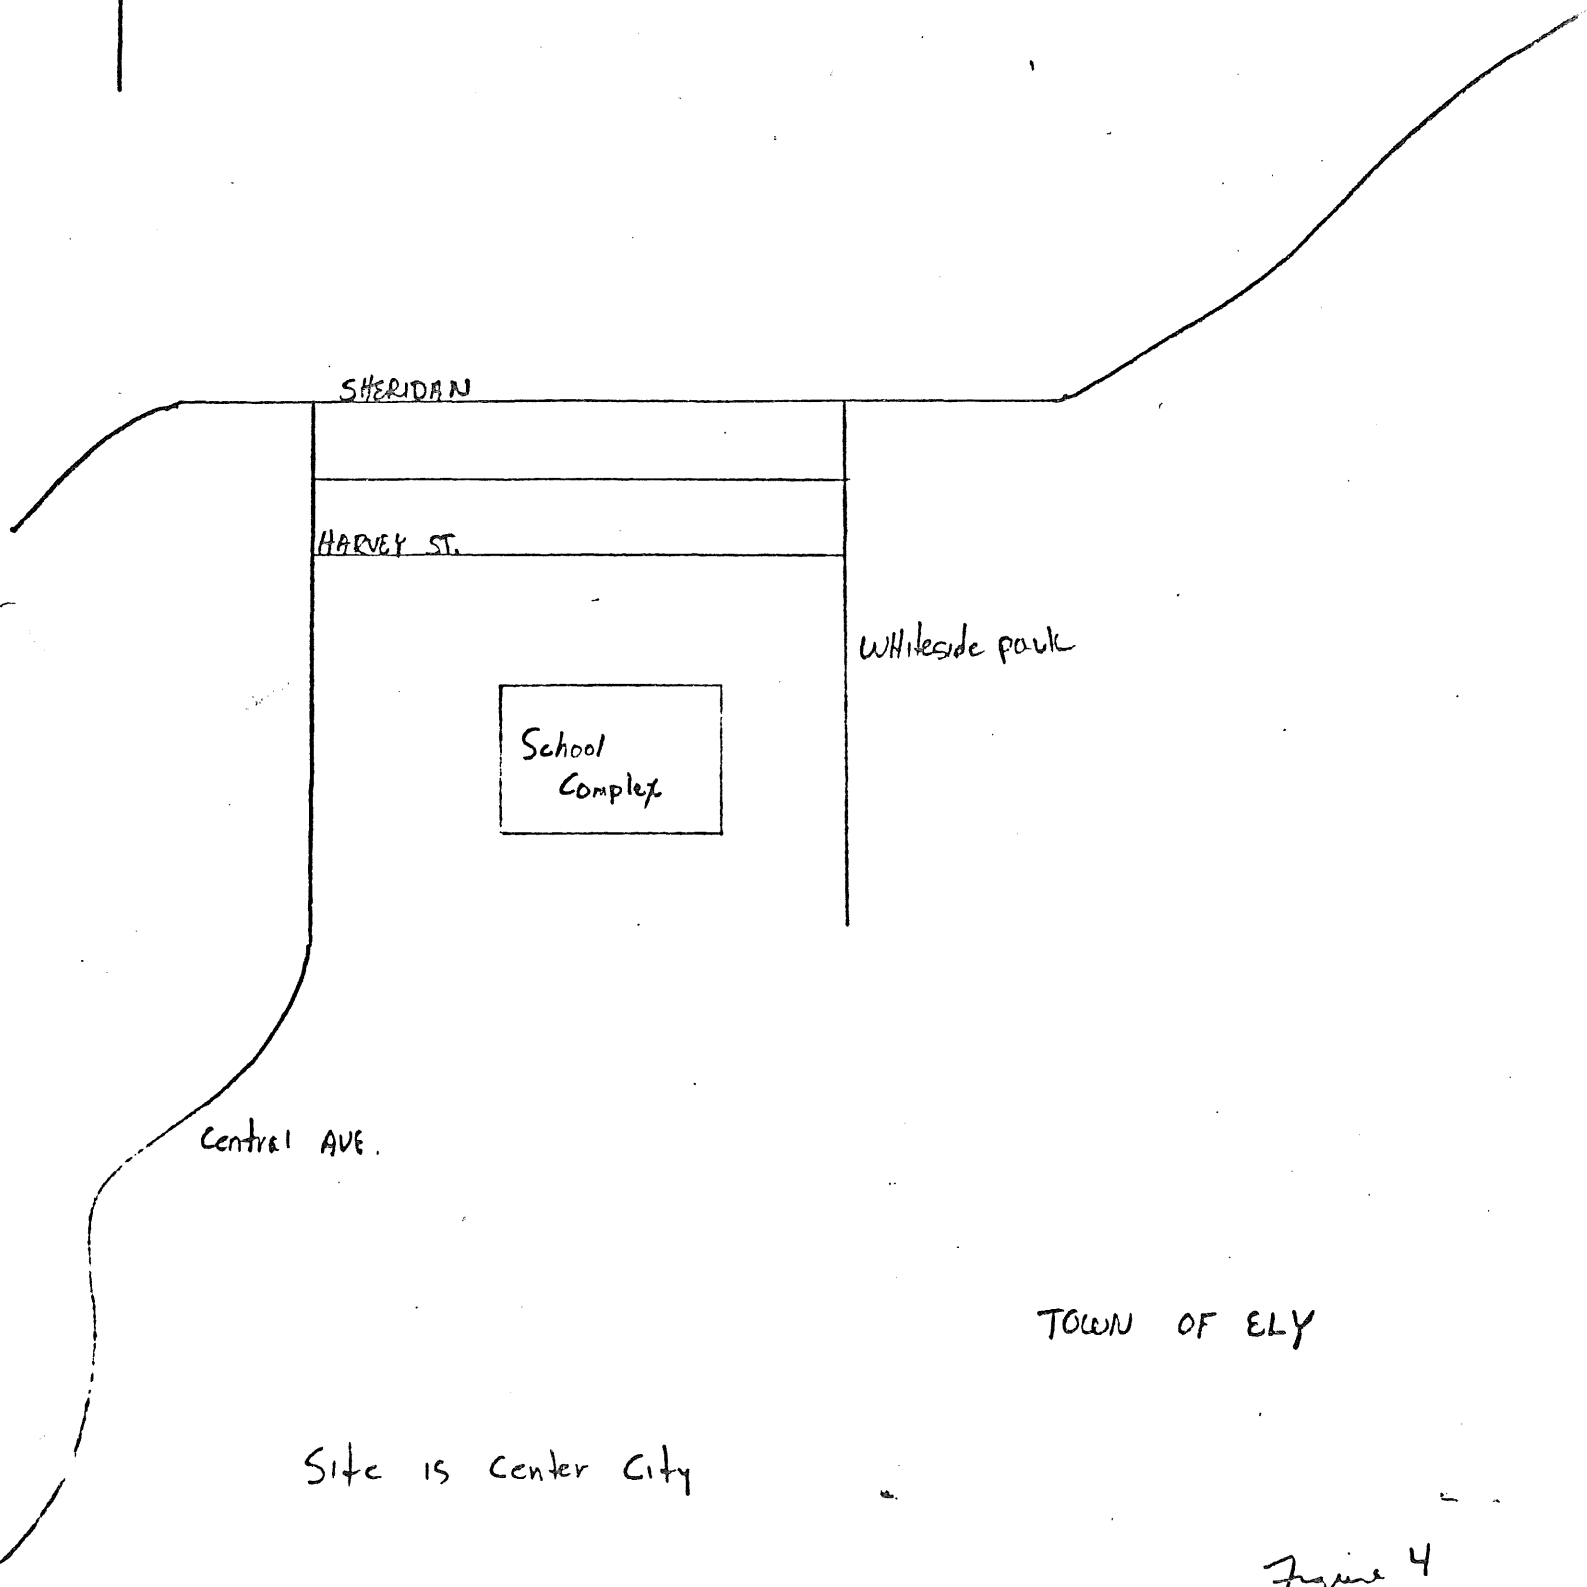 SHERIDAN
HARVEY ST.
WHiteside park
School
Complex
Central AVE.
TOWN OF ELY
Site is Center City
Figure 4